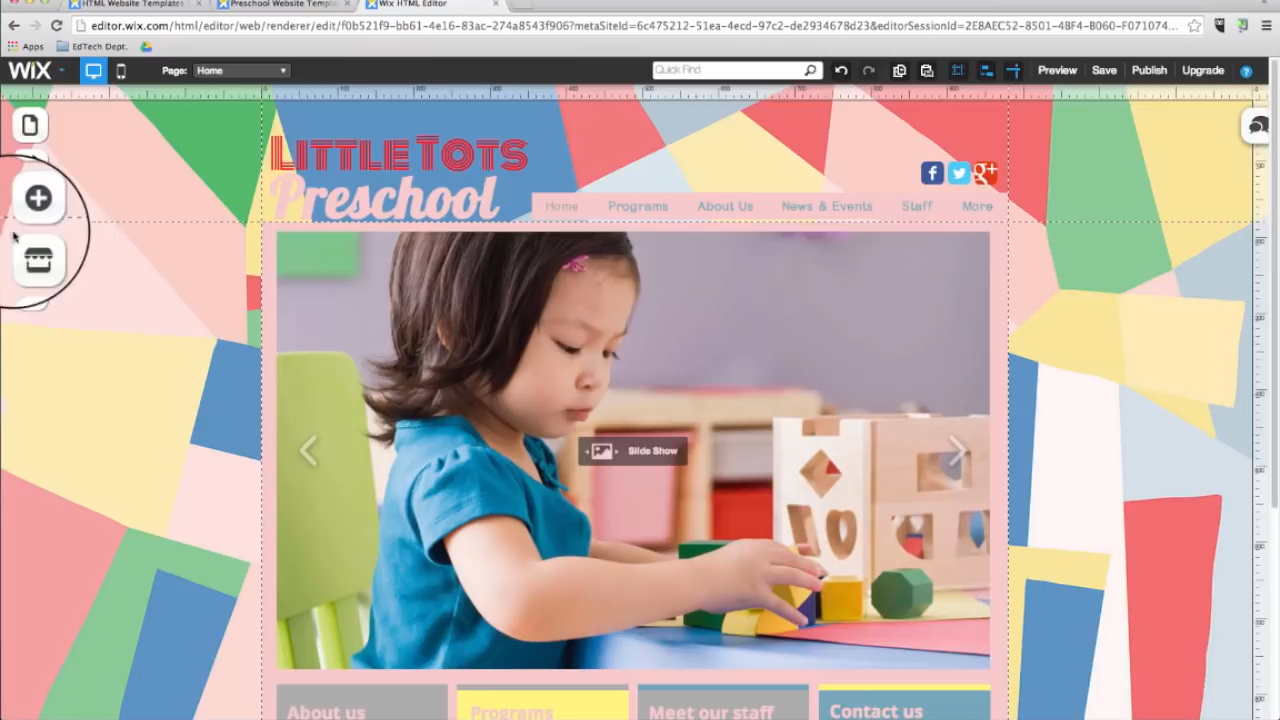 HTML Website Templates
Preschool Website Templ
Wix HTML Editor
editor.wix.com/html/editor/web/renderer/edit/f0b521f9-bb61-4e16-83ac-274a8543f906?metaSiteId=6c475212-51ea-4ecd-97c2-de2934678d23&editorSessionId=2E8AEC52-8501-4BF4-B060-F071074...
Apps
EdTech Dept.
WiX
Page:
Home
Quick Find
Preview
Save
Publish
Upgrade
?
LITTLE TOTS
Preschool
Home
Programs
About Us
News & Events
Staff
More
Slide Show
About us
Programs
Meet our staff
Contact us